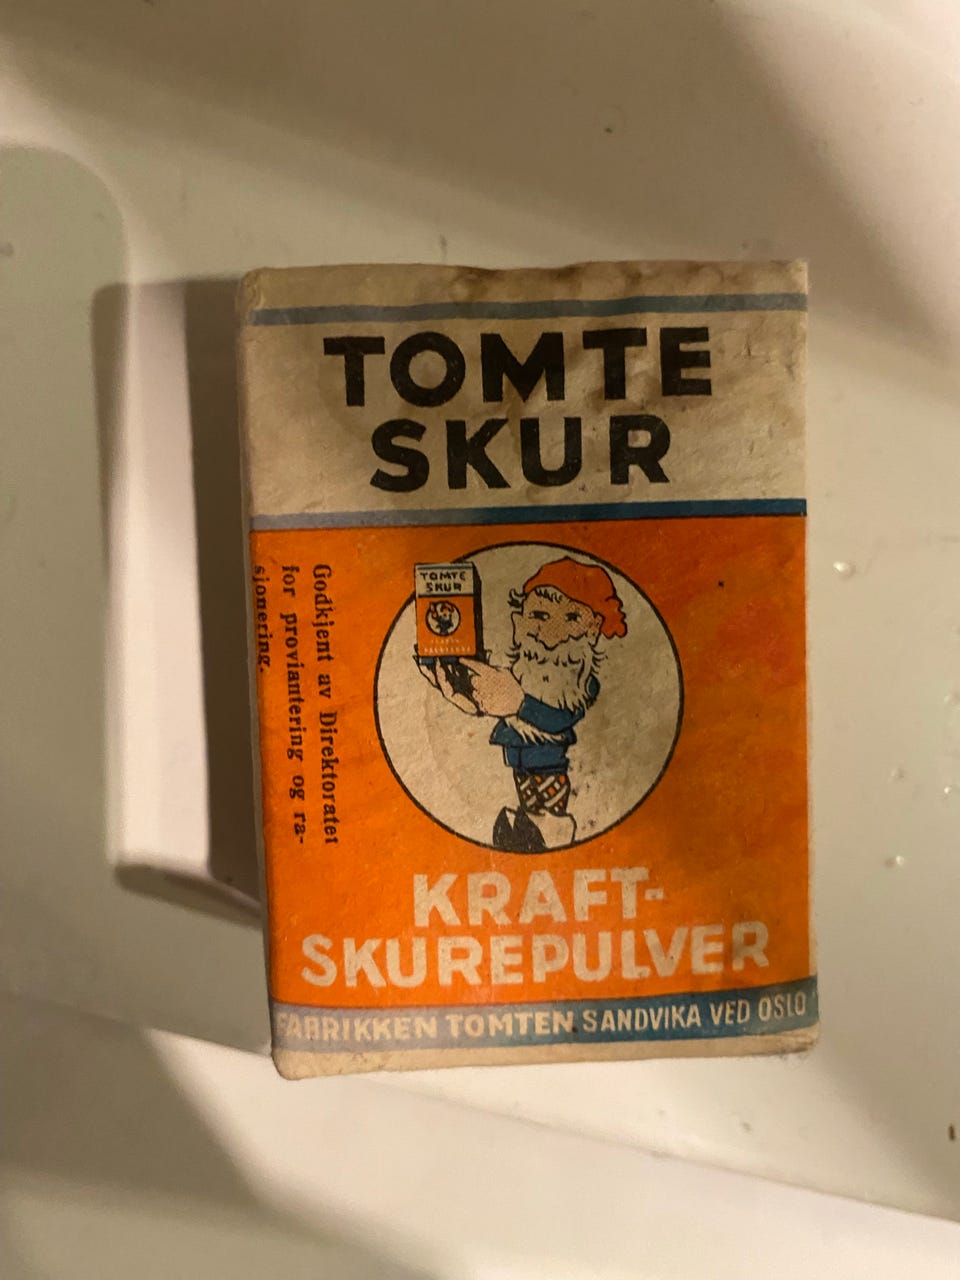 TOMTE
SKUR
TOMTE
SKUR
Godkjent av Direktoratet
for proviantering og ra-
sjonering.
KRAFT-
SKUREPULVER
FABRIKKEN TOMTEN. SANDVIKA VED OSLO